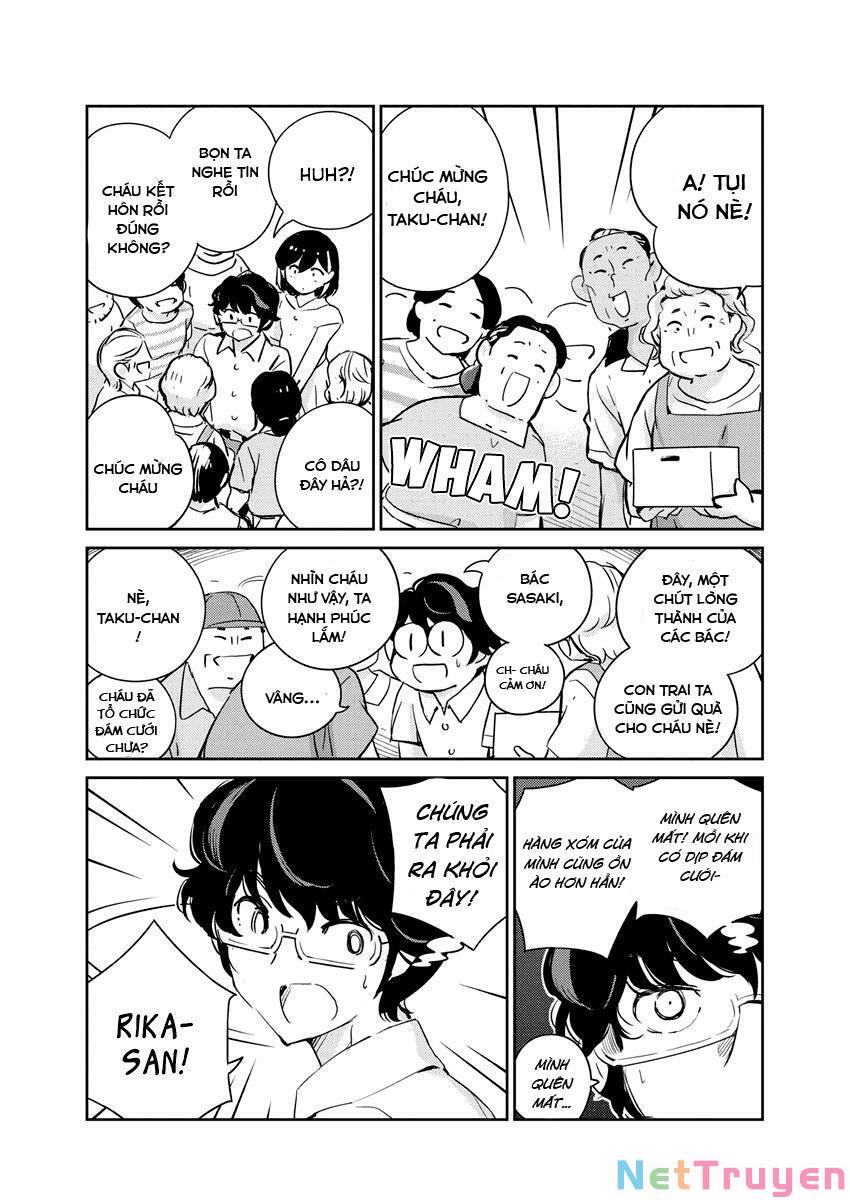 A! TỤI
NÓ NÈ!
CHÚC MỪNG
CHÁU,
TAKU-CHAN!
WHAM!
HUH?!
BỌN TA
NGHE TIN
RỒI
CHÁU KẾT
HÔN RỒI
ĐÚNG
KHÔNG?
CÔ DÂU
ĐÂY HẢ?!
CHÚC MỪNG
CHÁU
ĐÂY, MỘT
CHÚT LÒNG
THÀNH CỦA
CÁC BÁC!
CON TRAI TA
CŨNG GỬI QUÀ
CHO CHÁU NÈ!
BÁC
SASAKI,
CH- CHÁU
CẢM ƠN!
NHÌN CHÁU
NHƯ VẬY, TA
HẠNH PHÚC
LẮM!
VÂNG...
NÈ,
TAKU-CHAN
!
CHÁU ĐÃ
TỔ CHỨC
ĐÁM CƯỚI
CHƯA?
MÌNH QUÊN
MẤT! MỖI KHI
CÓ DỊP ĐÁM
CƯỚI-
HÀNG XÓM CỦA
MÌNH CŨNG ỒN
ÀO HƠN HẲN!
MÌNH
QUÊN
MẤT...
CHÚNG
TA PHẢI
RA KHỎI
ĐÂY!
RIKA-
SAN!
NetTruyen